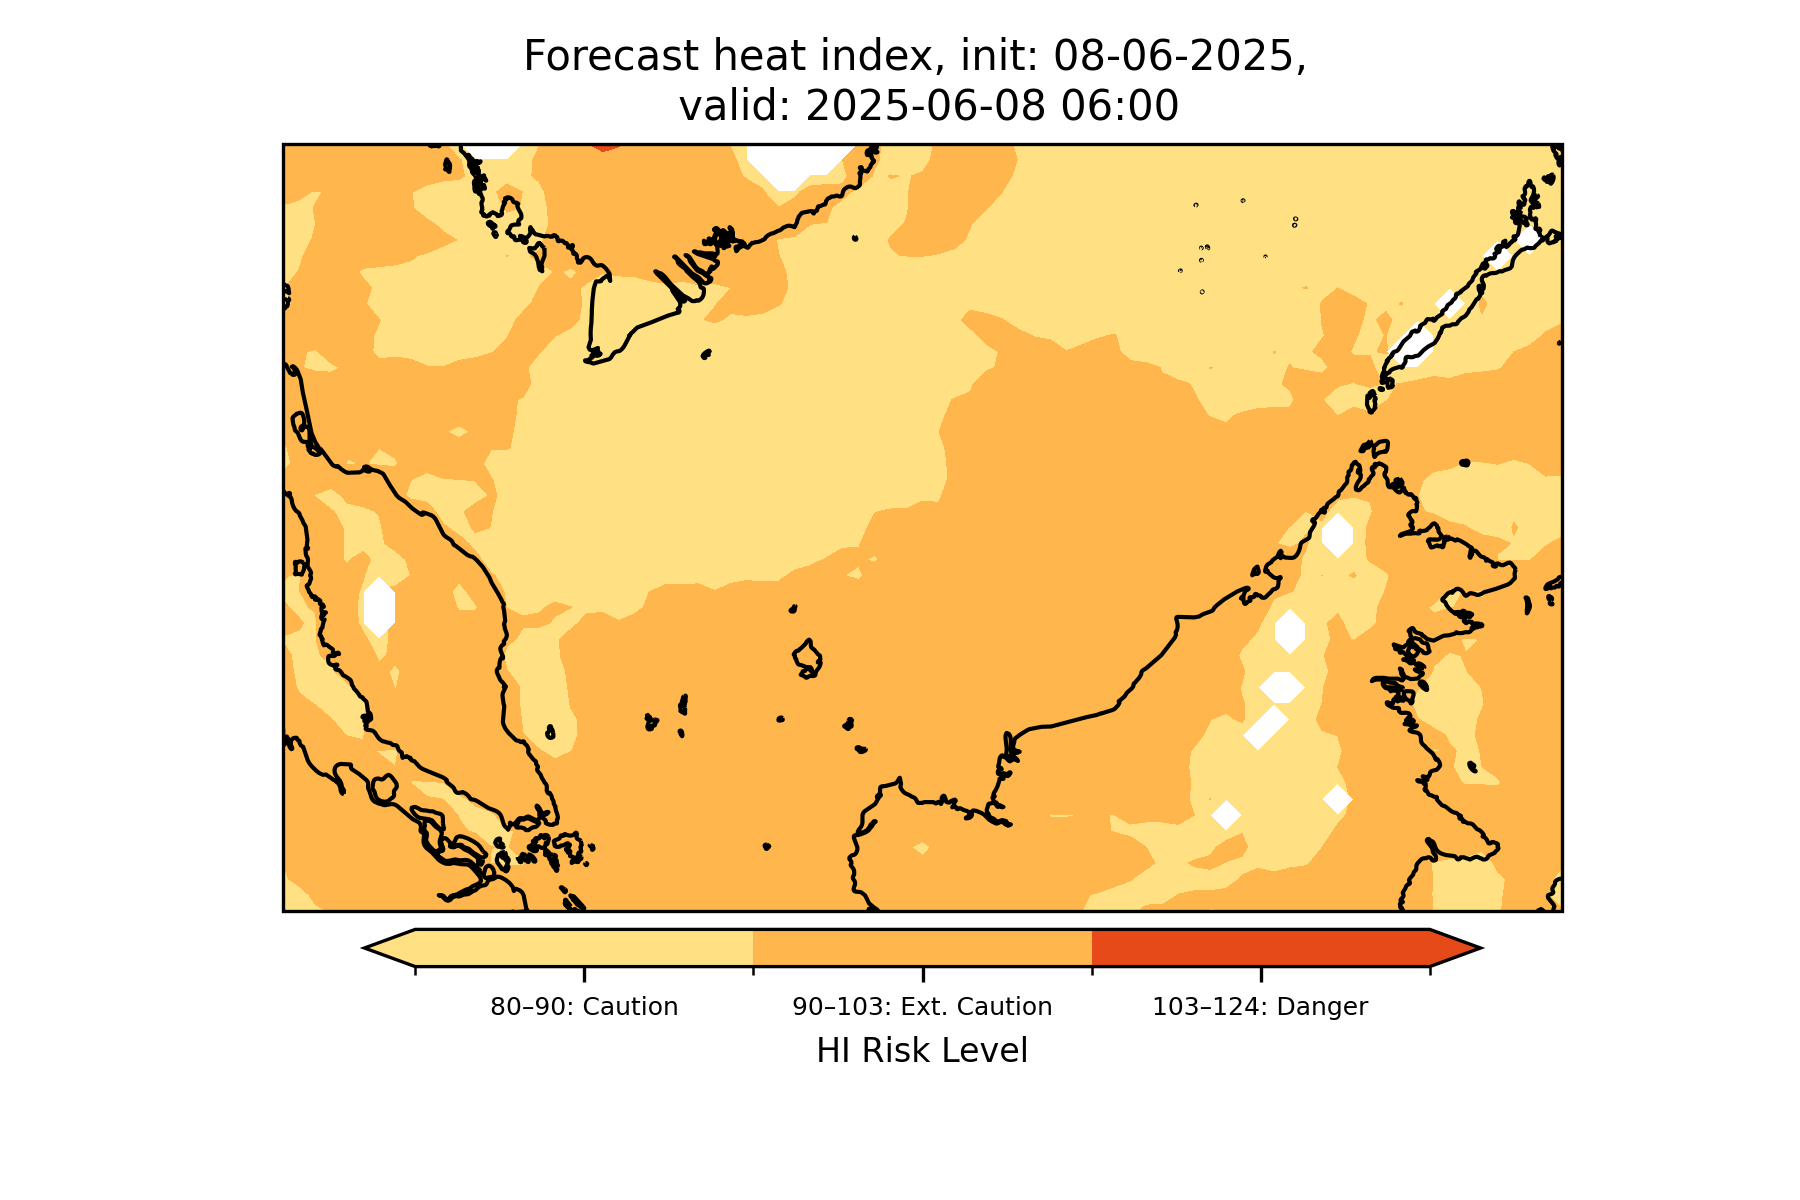 Forecast heat index, init: 08-06-2025,
valid: 2025-06-08 06:00
80–90: Caution
90–103: Ext. Caution
103–124: Danger
HI Risk Level